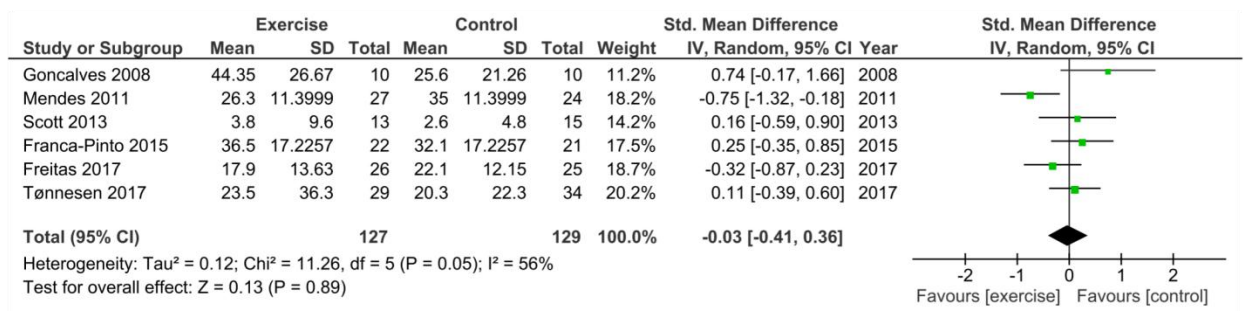 Exercise Control Std. Mean Difference Std. Mean Difference
Study or Subgroup Mean SD Total Mean SD Total Weight IV, Random, 95% CI Year IV, Random, 95% CI
Goncalves 2008 44.35 26.67 10 25.6 21.26 10 11.2% 0.74 [-0.17, 1.66] 2008
Mendes 2011 26.3 11.3999 27 35 11.3999 24 18.2% -0.75 [-1.32, -0.18] 2011
Scott 2013 3.8 9.6 13 2.6 4.8 15 14.2% 0.16 [-0.59, 0.90] 2013
Franca-Pinto 2015 36.5 17.2257 22 32.1 17.2257 21 17.5% 0.25 [-0.35, 0.85] 2015
Freitas 2017 17.9 13.63 26 22.1 12.15 25 18.7% -0.32 [-0.87, 0.23] 2017
Tønnesen 2017 23.5 36.3 29 20.3 22.3 34 20.2% 0.11 [-0.39, 0.60] 2017
Total (95% CI) 127 129 100.0% -0.03 [-0.41, 0.36]
Heterogeneity: Tau² = 0.12; Chi² = 11.26, df = 5 (P = 0.05); I² = 56%
Test for overall effect: Z = 0.13 (P = 0.89)
-2 -1 0 1 2
Favours [exercise] Favours [control]